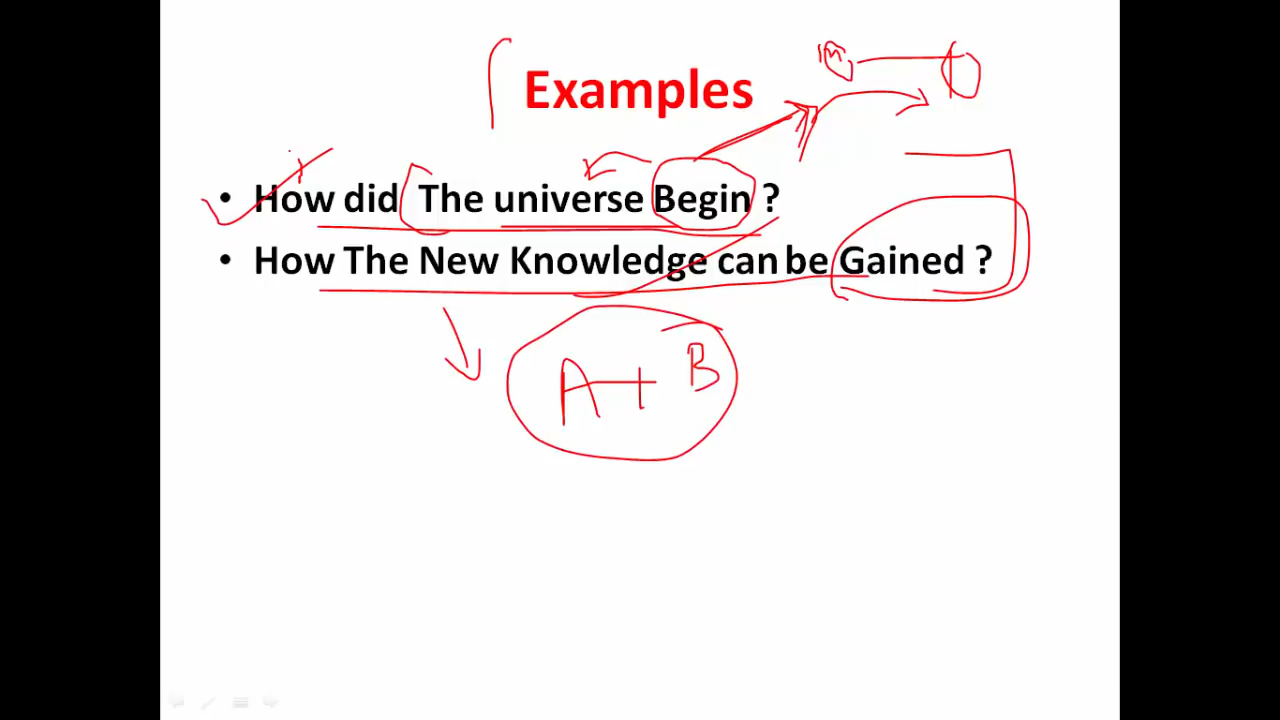 Examples
• How did The universe Begin ?
• How The New Knowledge can be Gained ?
A + B